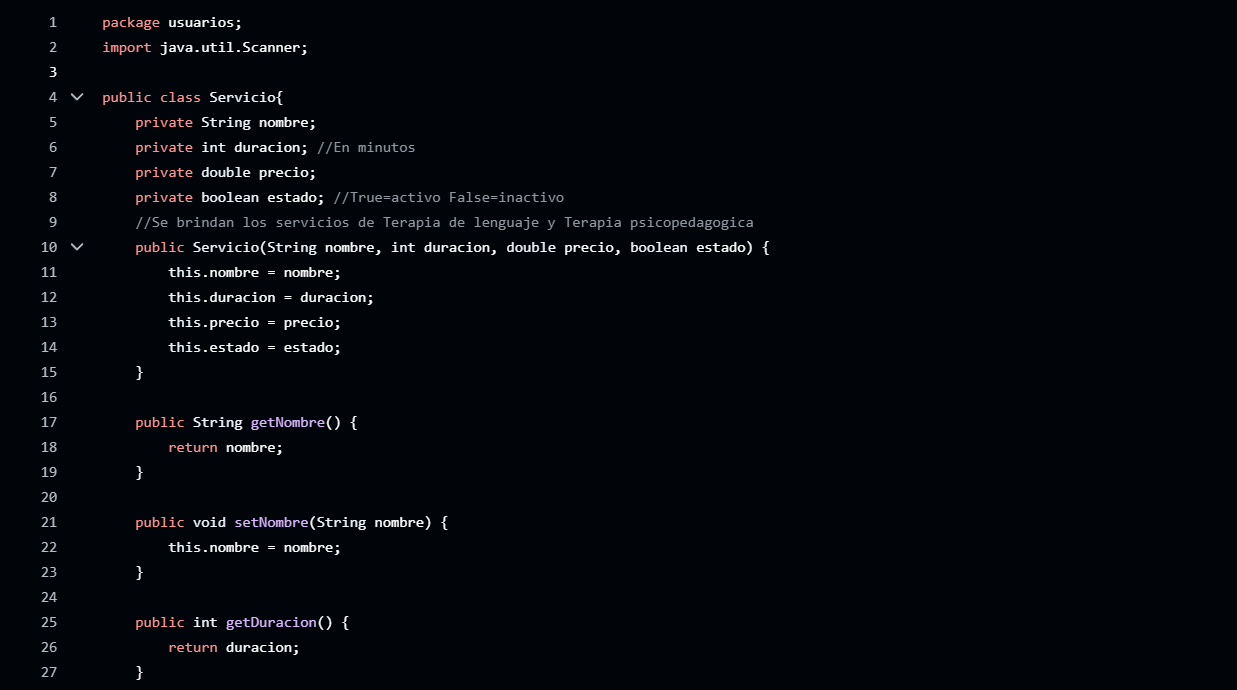 1 package usuarios;
2 import java.util.Scanner;
3
4 public class Servicio{
5 private String nombre;
6 private int duracion; //En minutos
7 private double precio;
8 private boolean estado; //True=activo False=inactivo
9 //Se brindan los servicios de Terapia de lenguaje y Terapia psicopedagogica
10 public Servicio(String nombre, int duracion, double precio, boolean estado) {
11 this.nombre = nombre;
12 this.duracion = duracion;
13 this.precio = precio;
14 this.estado = estado;
15 }
16
17 public String getNombre() {
18 return nombre;
19 }
20
21 public void setNombre(String nombre) {
22 this.nombre = nombre;
23 }
24
25 public int getDuracion() {
26 return duracion;
27 }